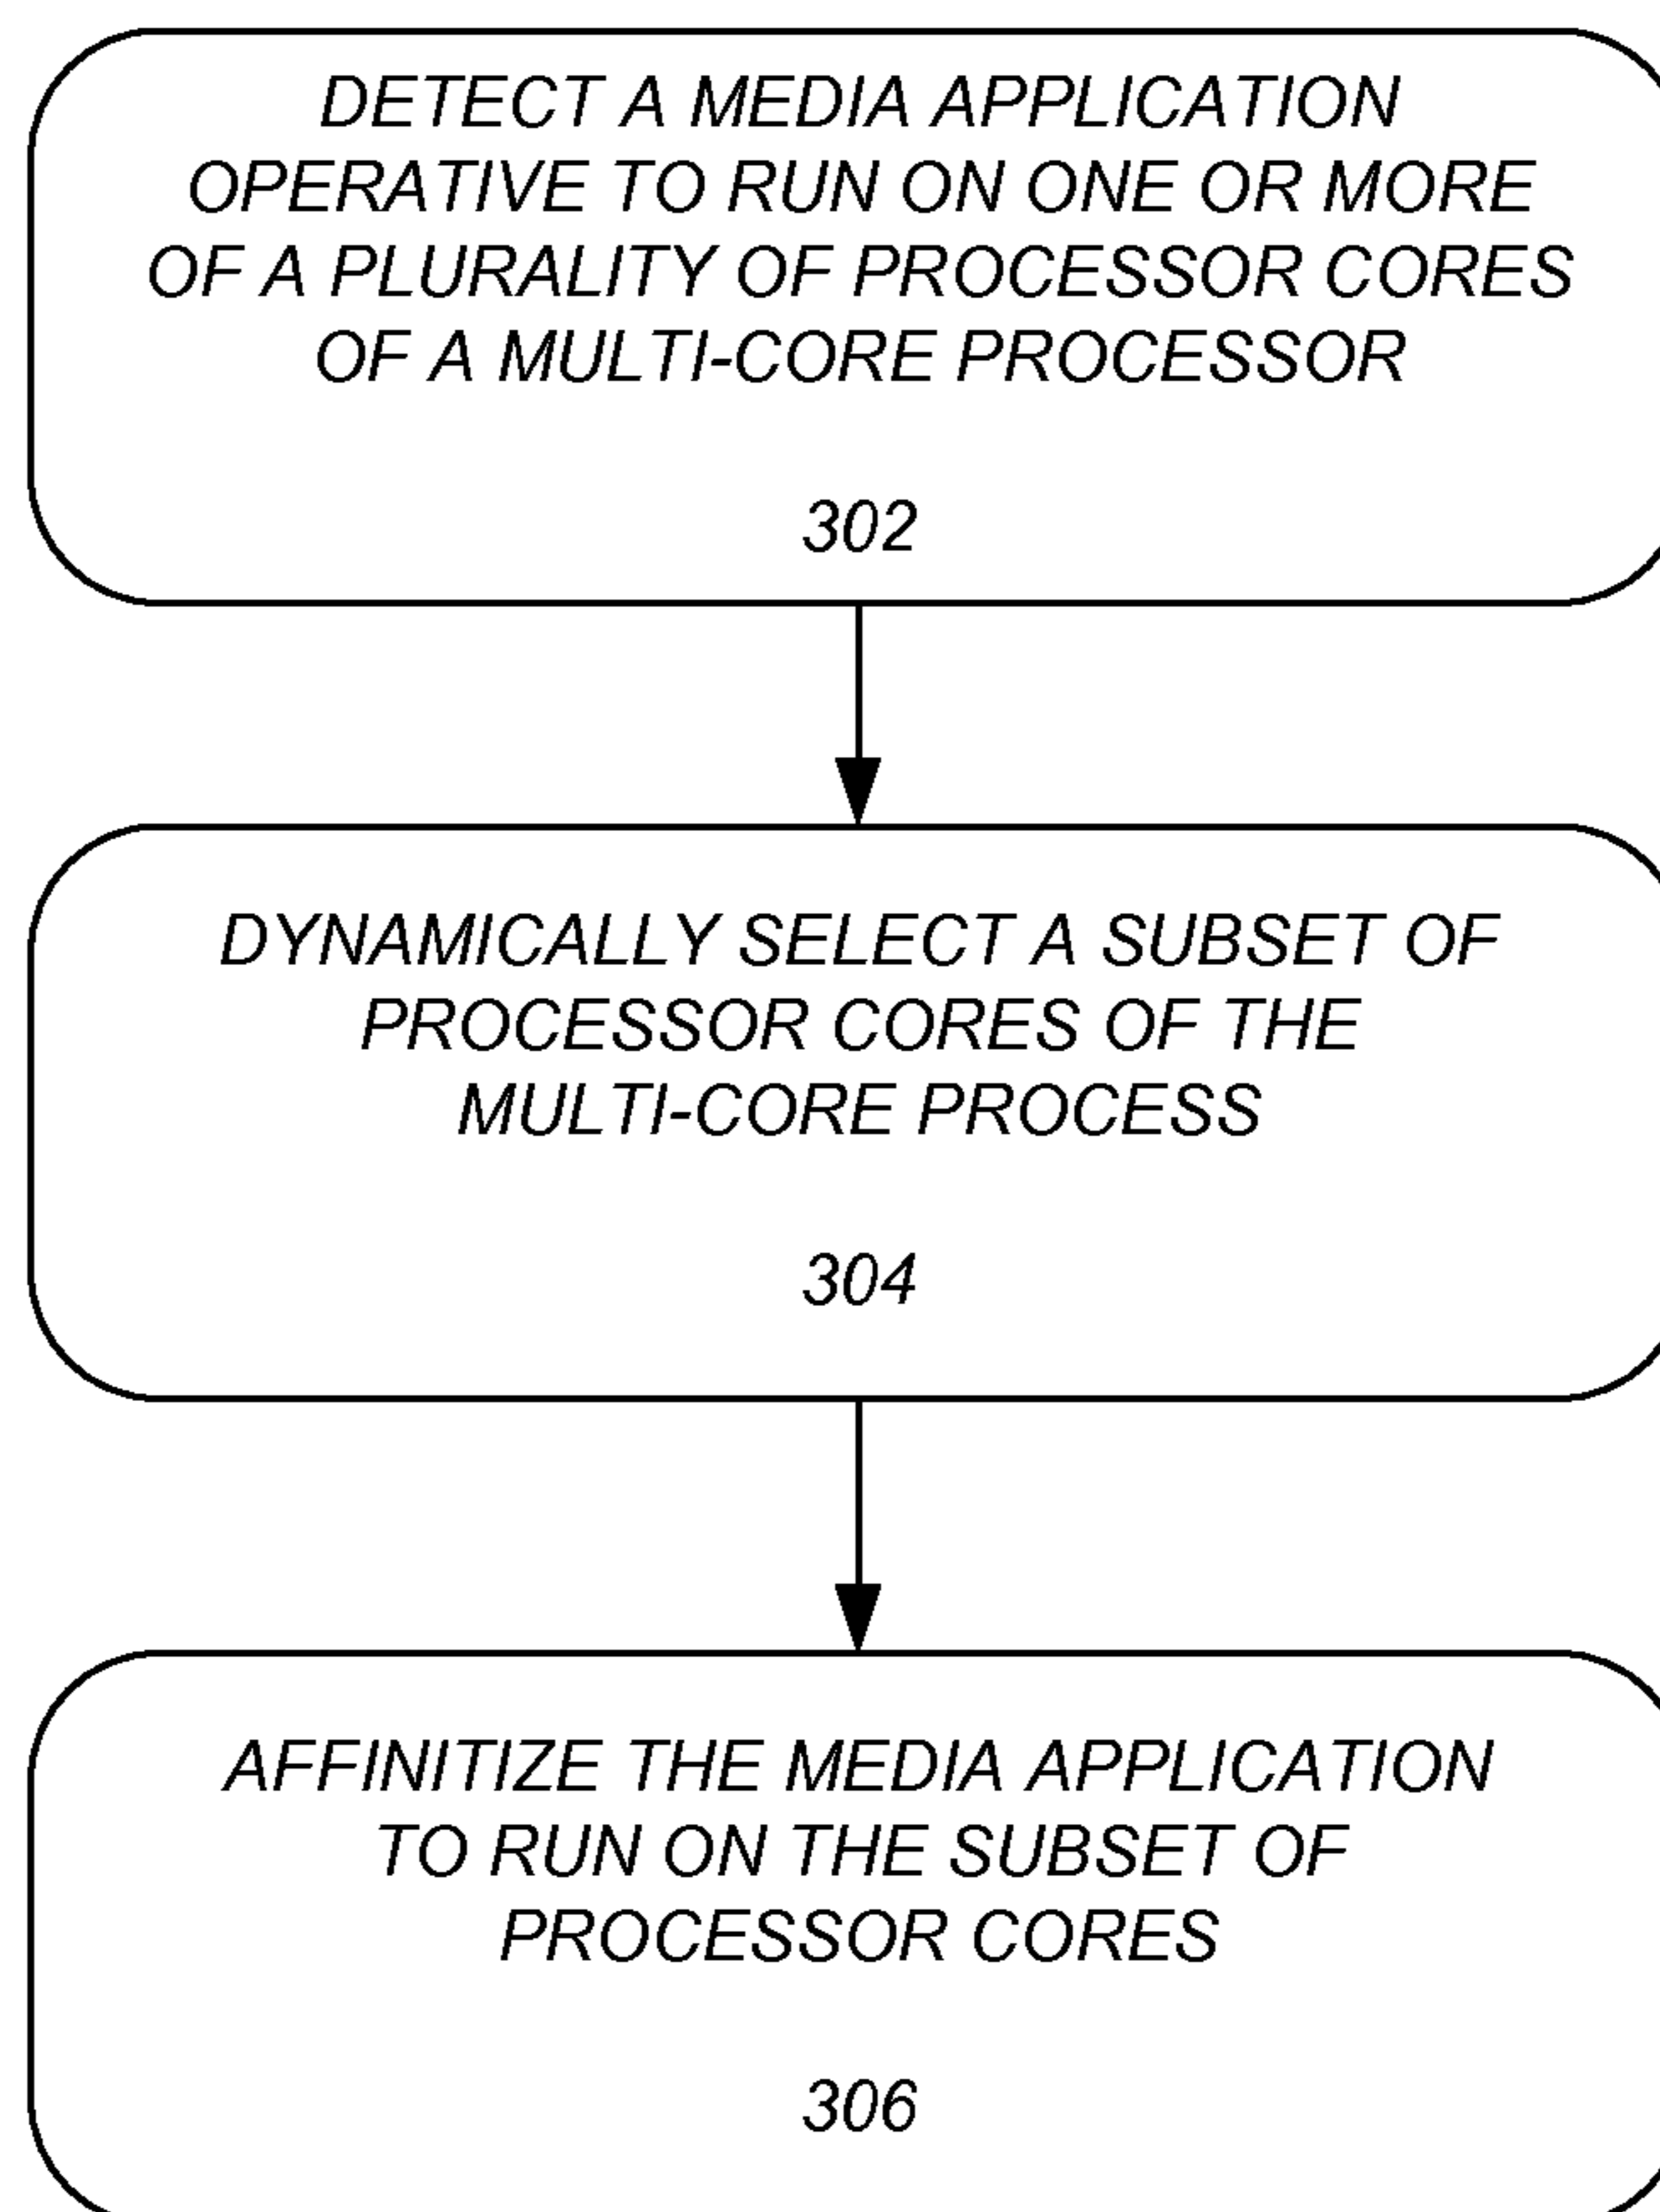 DETECT A MEDIA APPLICATION
OPERATIVE TO RUN ON ONE OR MORE
OF A PLURALITY OF PROCESSOR CORES
OF A MULTI-CORE PROCESSOR
302
DYNAMICALLY SELECT A SUBSET OF
PROCESSOR CORES OF THE
MULTI-CORE PROCESS
304
AFFINITIZE THE MEDIA APPLICATION
TO RUN ON THE SUBSET OF
PROCESSOR CORES
306